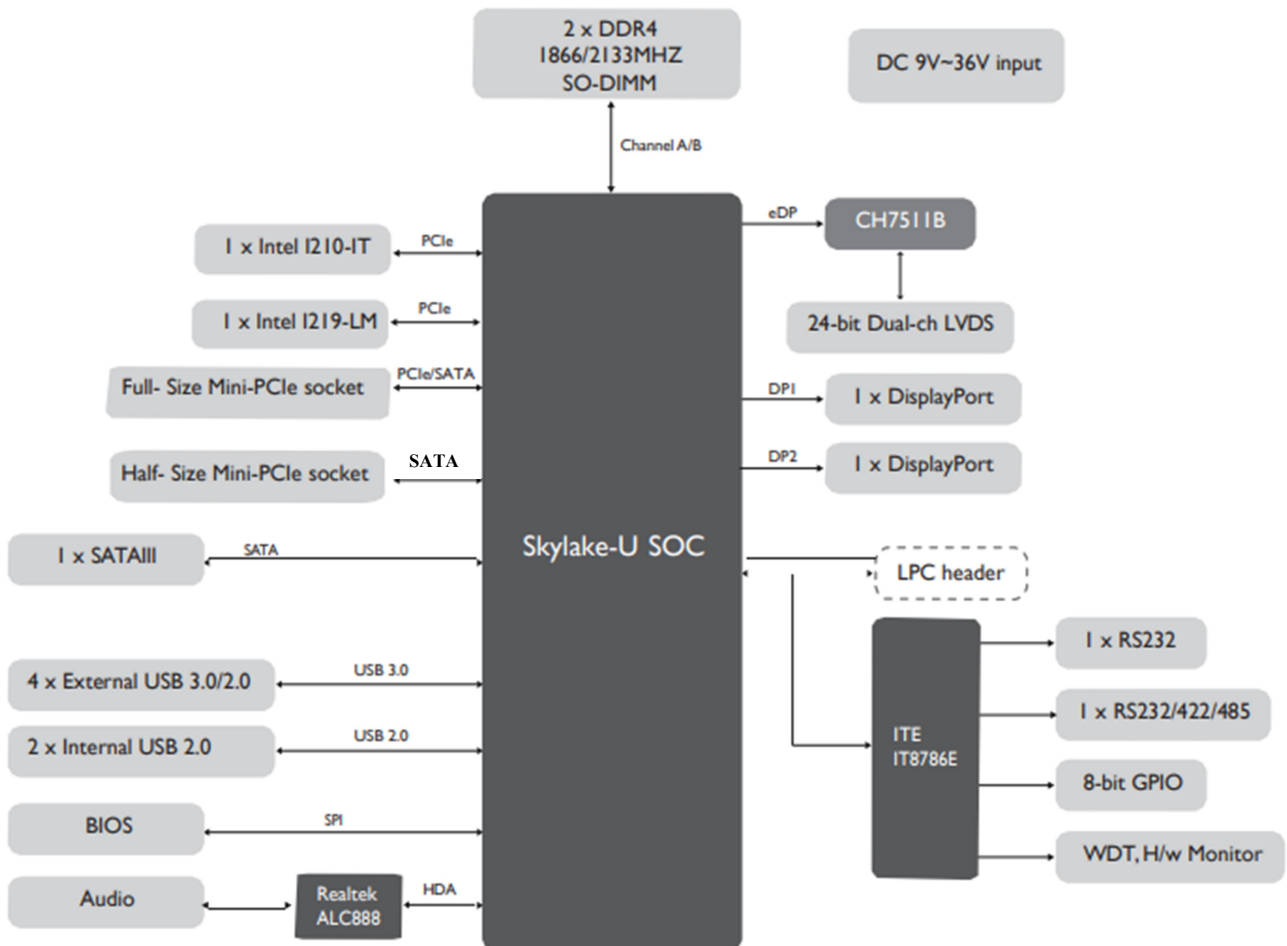 2 x DDR4
1866/2133MHZ
SO-DIMM
DC 9V~36V input
Channel A/B
eDP
CH7511B
1 x Intel I210-IT
PCIe
1 x Intel I219-LM
PCIe
24-bit Dual-ch LVDS
Full- Size Mini-PCIe socket
PCIe/SATA
DP1
1 x DisplayPort
Half- Size Mini-PCIe socket
SATA
DP2
1 x DisplayPort
1 x SATAIII
SATA
Skylake-U SOC
LPC header
4 x External USB 3.0/2.0
USB 3.0
1 x RS232
2 x Internal USB 2.0
USB 2.0
ITE
IT8786E
1 x RS232/422/485
8-bit GPIO
BIOS
SPI
WDT, H/w Monitor
Audio
Realtek
ALC888
HDA